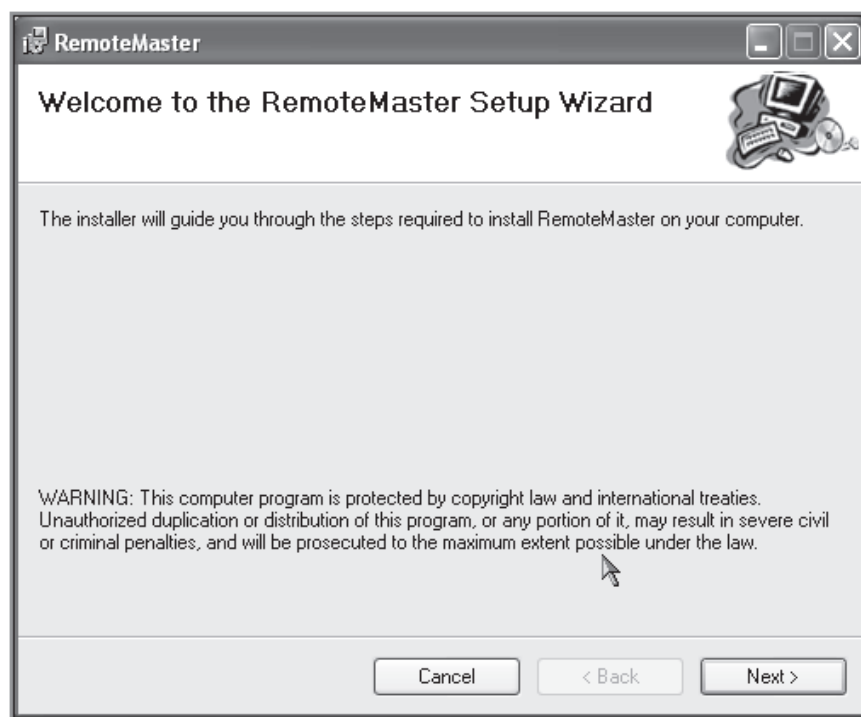 RemoteMaster
Welcome to the RemoteMaster Setup Wizard
The installer will guide you through the steps required to install RemoteMaster on your computer.
WARNING: This computer program is protected by copyright law and international treaties.
Unauthorized duplication or distribution of this program, or any portion of it, may result in severe civil
or criminal penalties, and will be prosecuted to the maximum extent possible under the law.
Cancel
< Back
Next >